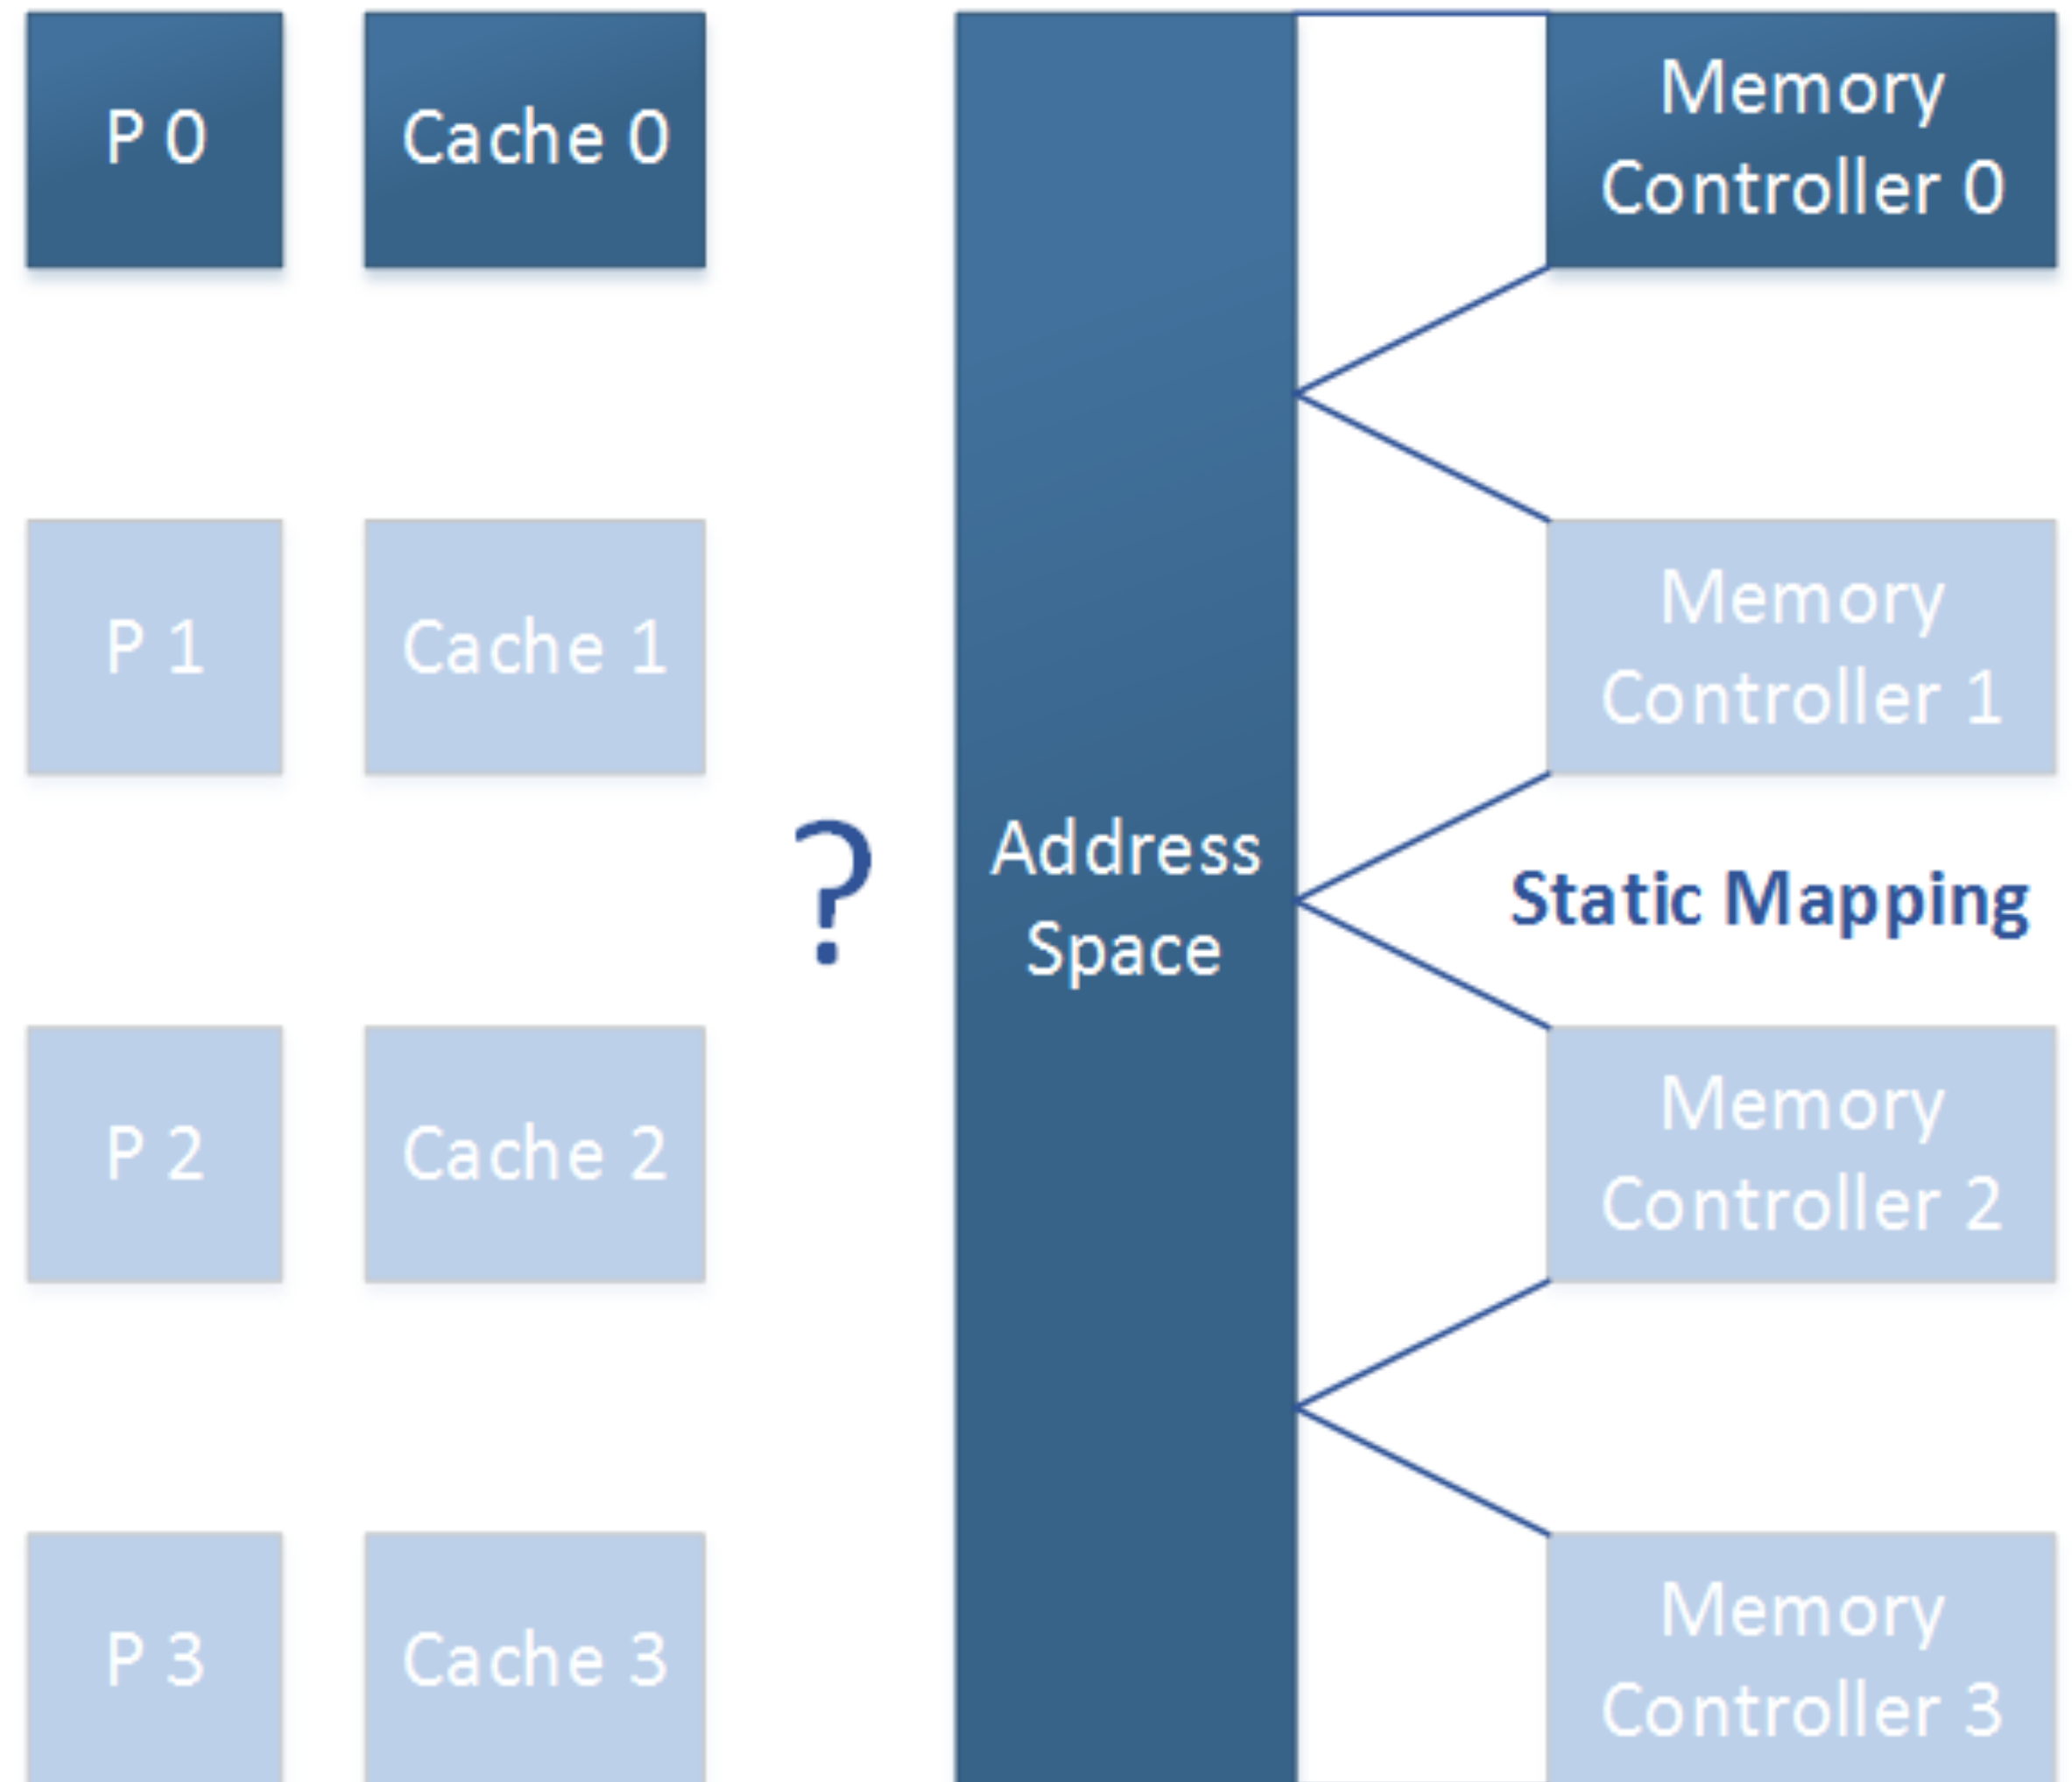 P 0
Cache 0
Memory
Controller 0
P 1
Cache 1
Memory
Controller 1
?
Address
Space
Static Mapping
P 2
Cache 2
Memory
Controller 2
P 3
Cache 3
Memory
Controller 3